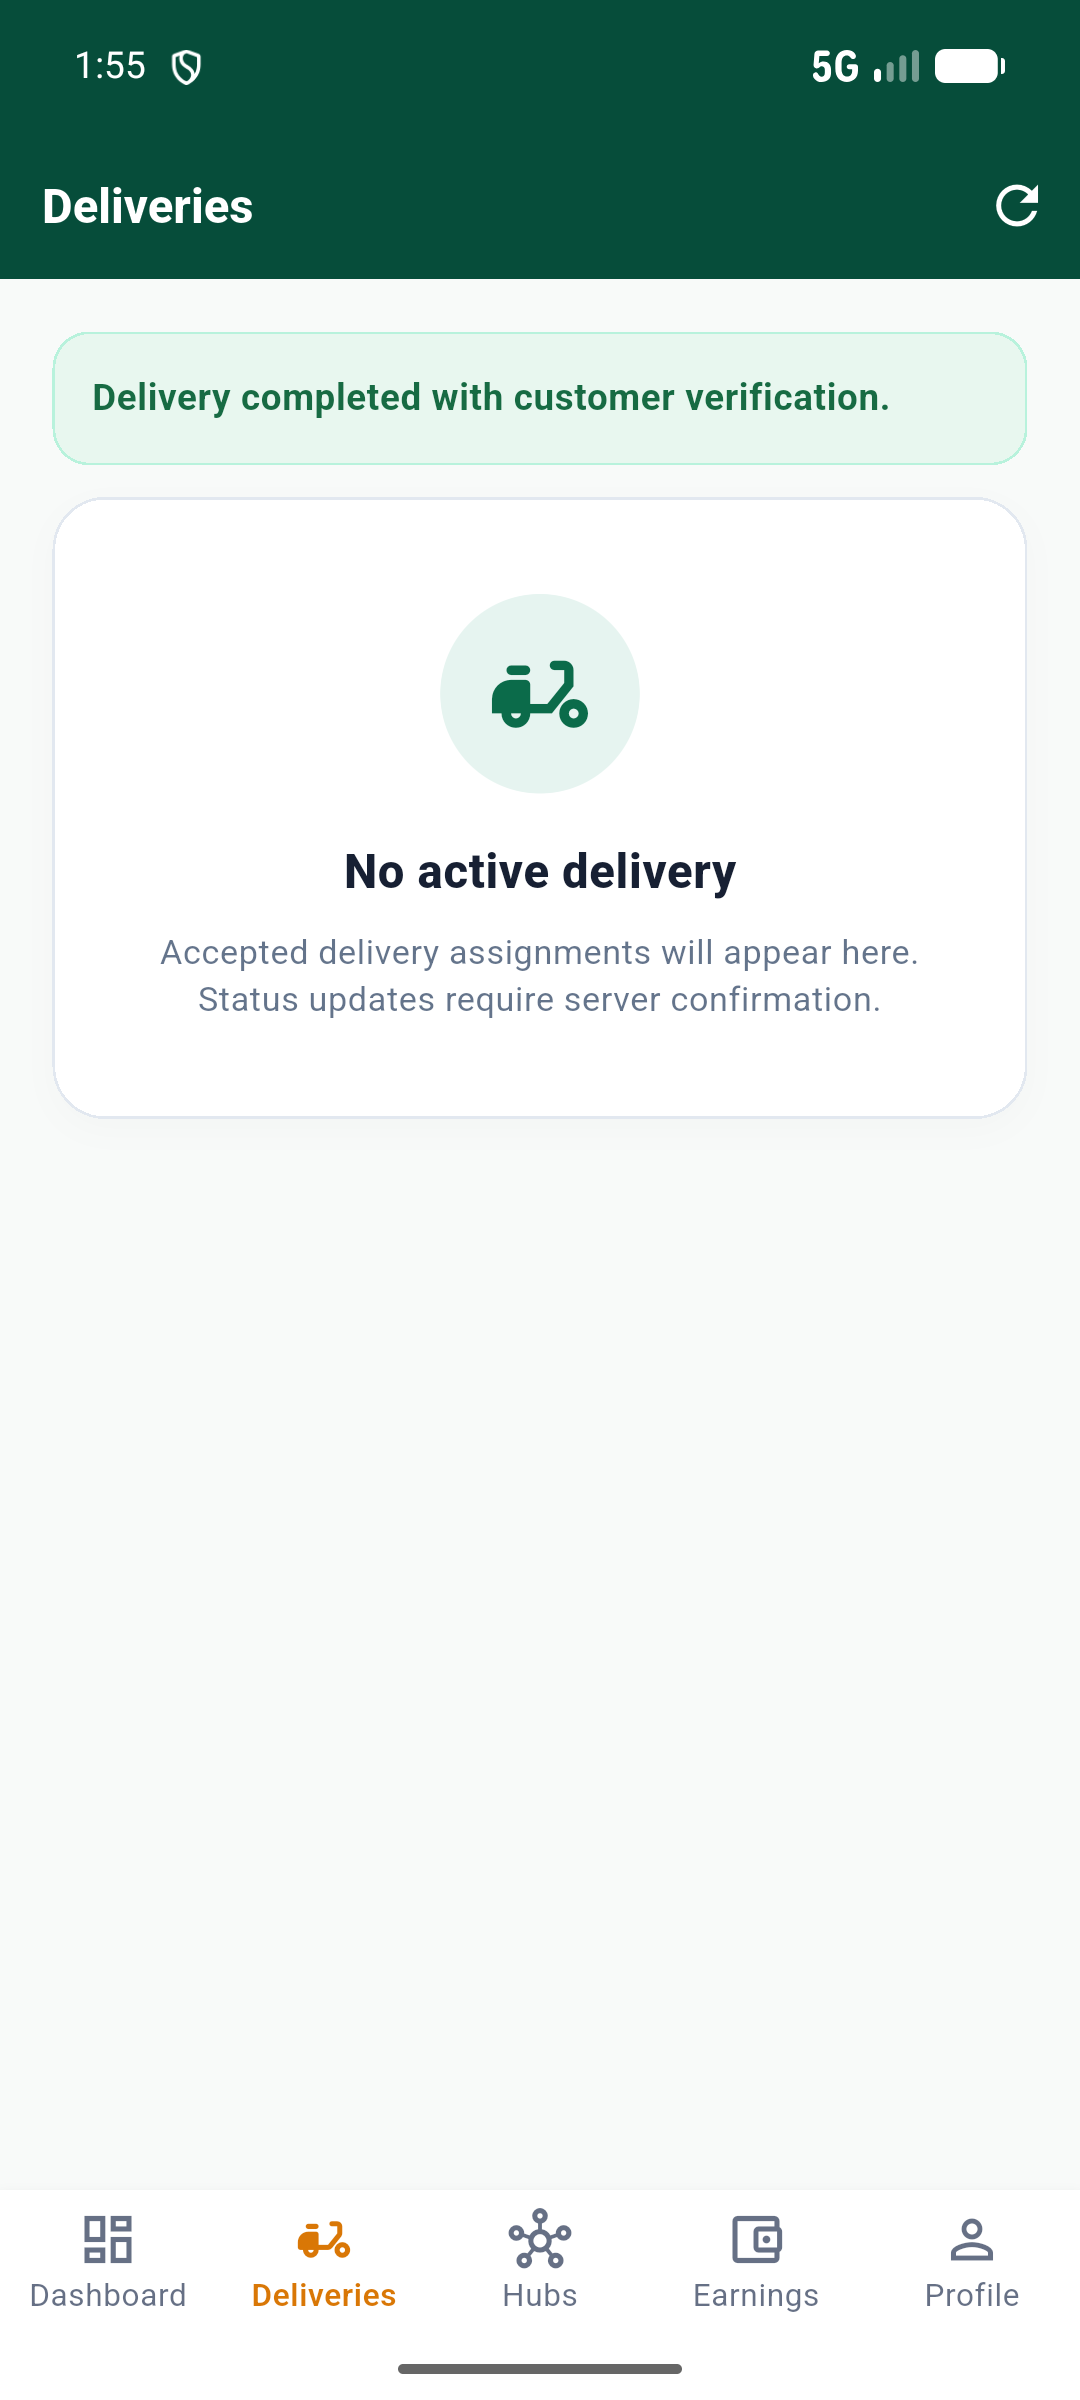 1:55
5G
Deliveries
Delivery completed with customer verification.
No active delivery
Accepted delivery assignments will appear here.
Status updates require server confirmation.
Dashboard
Deliveries
Hubs
Earnings
Profile